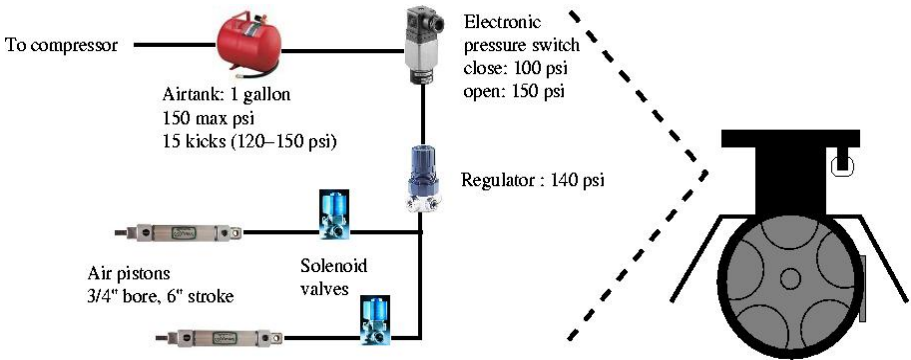 To compressor
Airtank: 1 gallon
150 max psi
15 kicks (120–150 psi)
Electronic
pressure switch
close: 100 psi
open: 150 psi
Regulator : 140 psi
Air pistons
3/4" bore, 6" stroke
Solenoid
valves